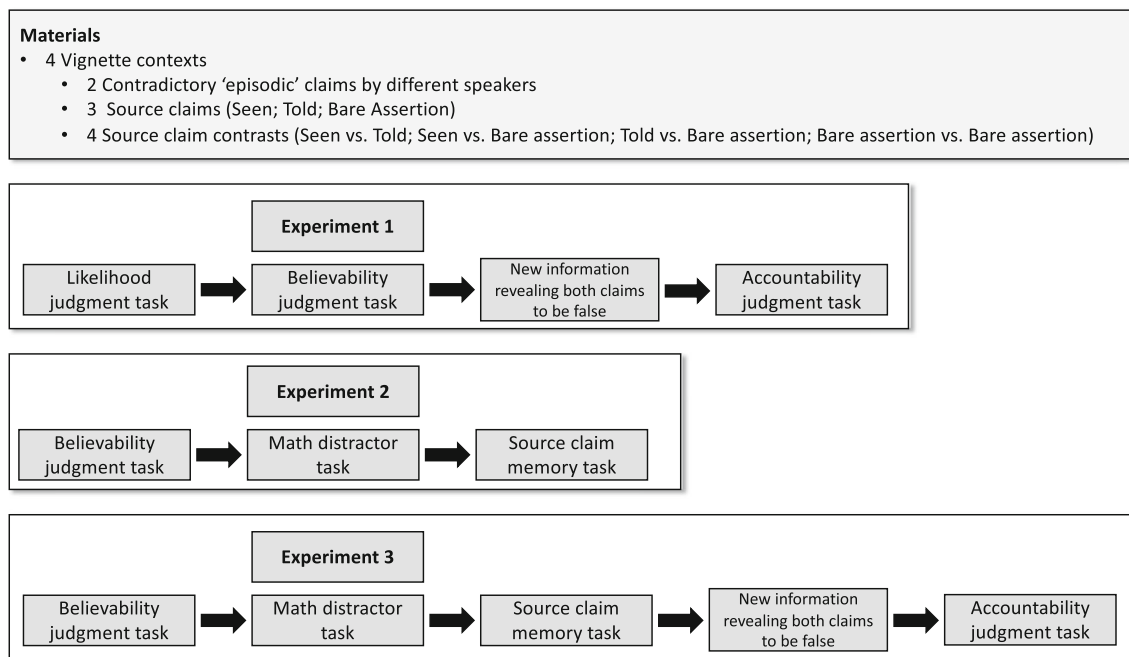 Materials
• 4 Vignette contexts
• 2 Contradictory ‘episodic’ claims by different speakers
• 3 Source claims (Seen; Told; Bare Assertion)
• 4 Source claim contrasts (Seen vs. Told; Seen vs. Bare assertion; Told vs. Bare assertion; Bare assertion vs. Bare assertion)
Experiment 1
Likelihood
judgment task
Believability
judgment task
New information
revealing both claims
to be false
Accountability
judgment task
Experiment 2
Believability
judgment task
Math distractor
task
Source claim
memory task
Experiment 3
Believability
judgment task
Math distractor
task
Source claim
memory task
New information
revealing both claims
to be false
Accountability
judgment task